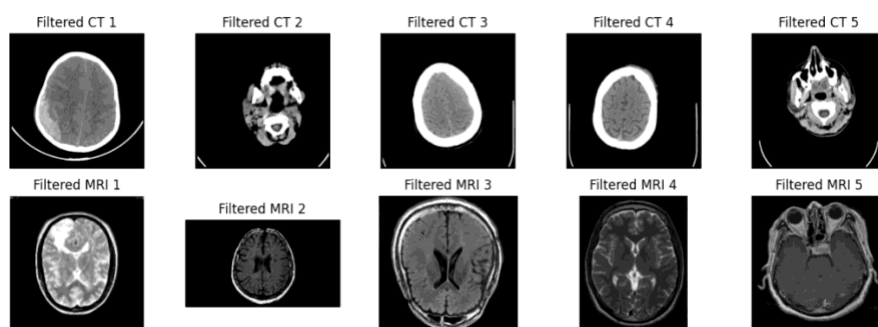 Filtered CT 1
Filtered CT 2
Filtered CT 3
Filtered CT 4
Filtered CT 5
Filtered MRI 1
Filtered MRI 2
Filtered MRI 3
Filtered MRI 4
Filtered MRI 5